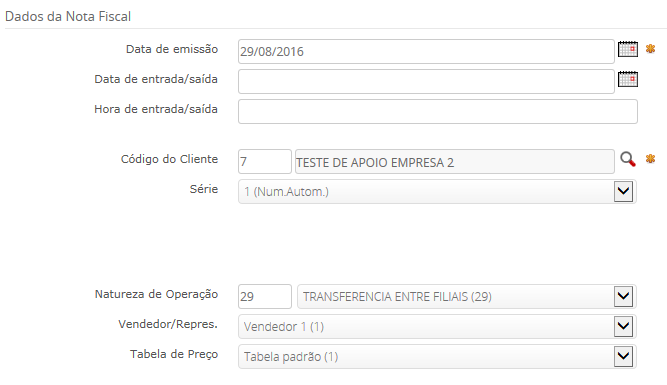 Dados da Nota Fiscal
Data de emissão 29/08/2016
Data de entrada/saída
Hora de entrada/saída
Código do Cliente 7 TESTE DE APOIO EMPRESA 2
Série 1 (Num.Autom.)
Natureza de Operação 29 TRANSFERENCIA ENTRE FILIAIS (29)
Vendedor/Repres. Vendedor 1 (1)
Tabela de Preço Tabela padrão (1)